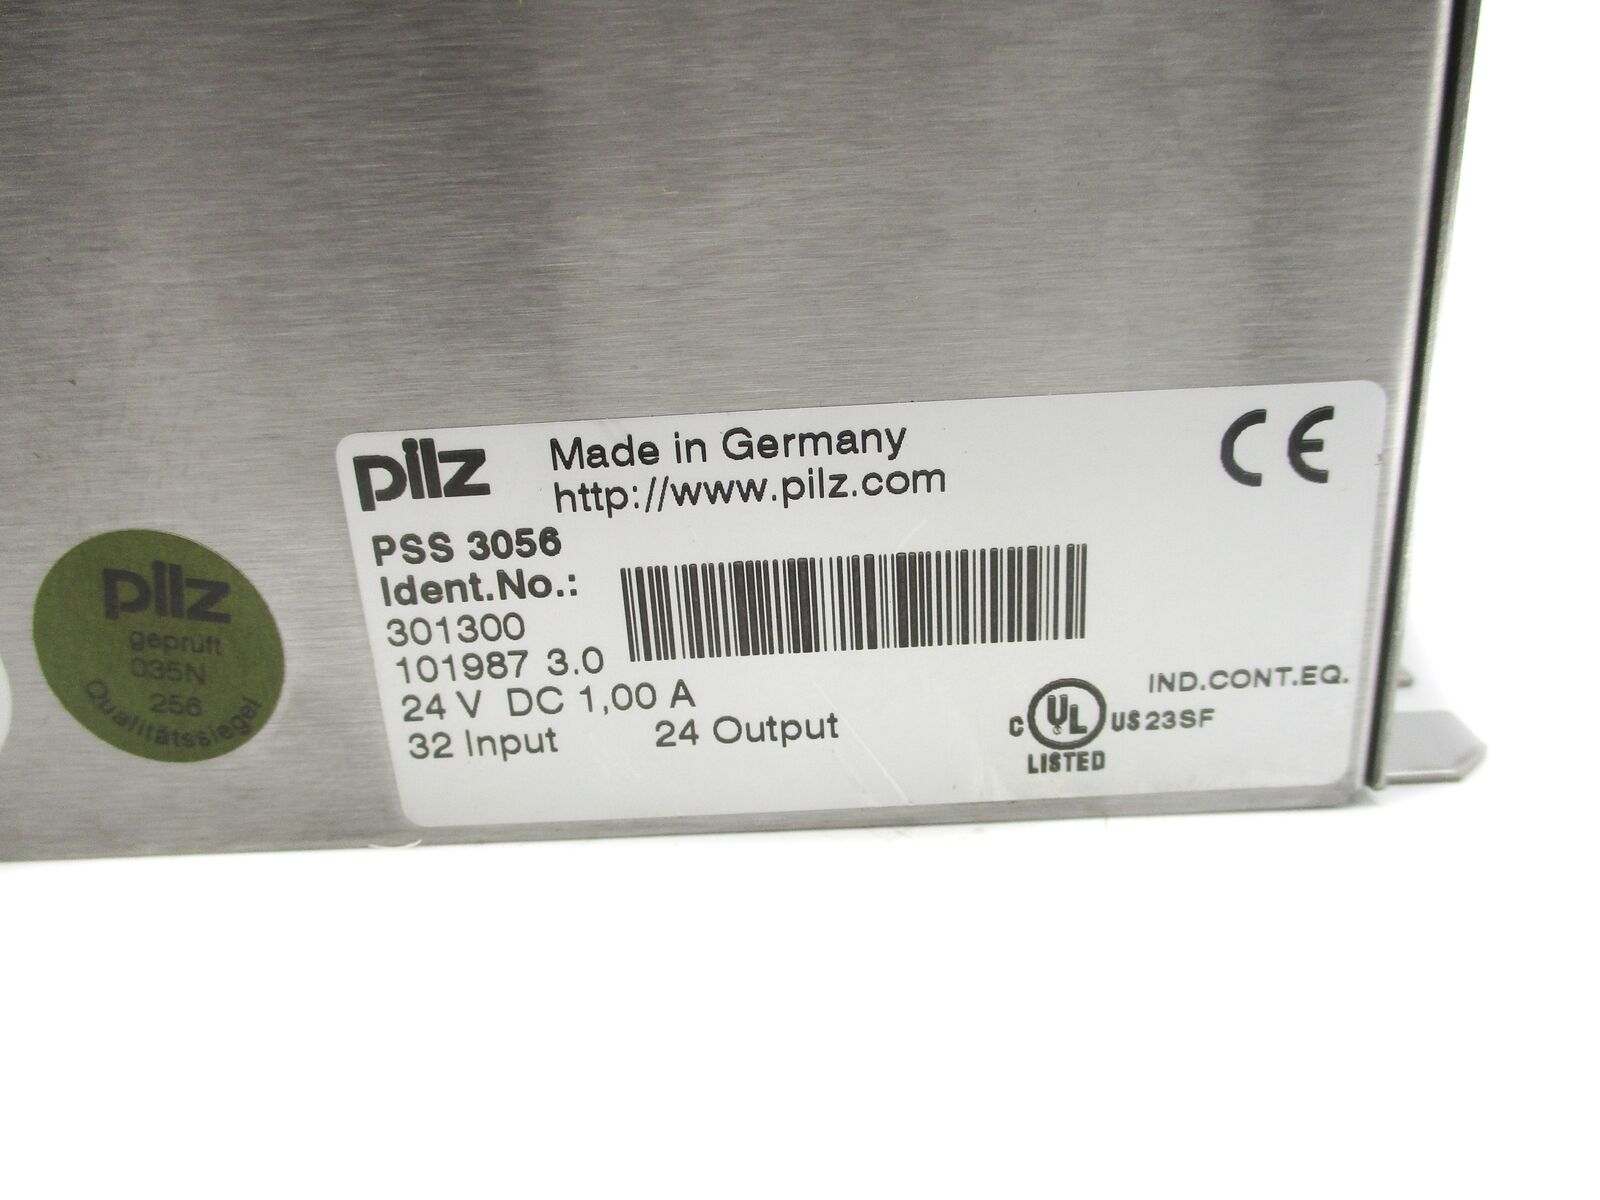 pilz
Made in Germany
http://www.pilz.com
CE
PSS 3056
Ident.No.:
301300
101987 3.0
24 V DC 1,00 A
32 Input 24 Output
IND.CONT.EQ.
C UL US 23SF
LISTED
pilz
geprüft
035N
256
Qualitätssiegel